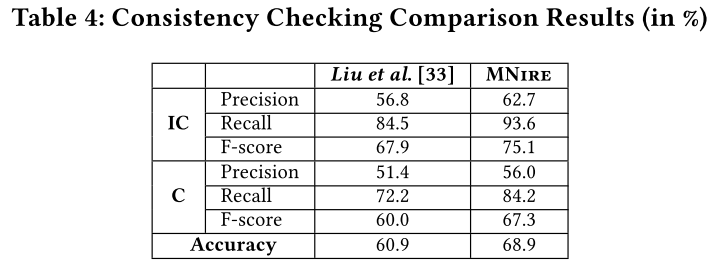 Table 4: Consistency Checking Comparison Results (in %)
Liu et al. [33] MNIRE
IC Precision 56.8 62.7
Recall 84.5 93.6
F-score 67.9 75.1
C Precision 51.4 56.0
Recall 72.2 84.2
F-score 60.0 67.3
Accuracy 60.9 68.9